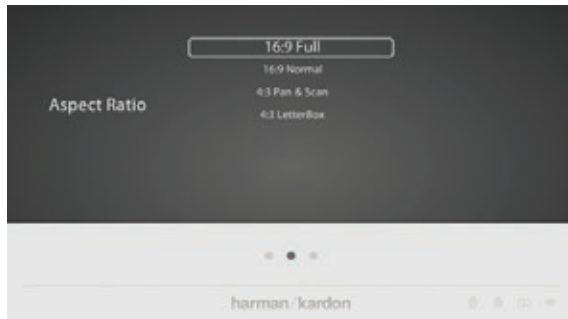 16:9 Full
16:9 Normal
4:3 Pan & Scan
Aspect Ratio
4:3 LetterBox
harman/kardon